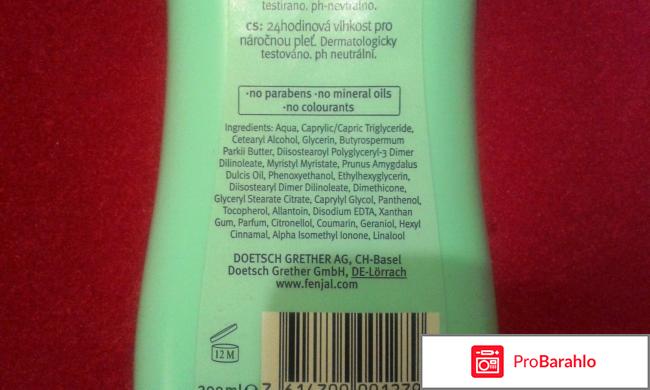 testirano. ph-nevtralno.
cs: 24hodinová vlhkost pro
náročnou pleť. Dermatologicky
testováno. ph neutrální.
·no parabens ·no mineral oils
·no colourants
Ingredients: Aqua, Caprylic/Capric Triglyceride,
Cetearyl Alcohol, Glycerin, Butyrospermum
Parkii Butter, Diisostearoyl Polyglyceryl-3 Dimer
Dilinoleate, Myristyl Myristate, Prunus Amygdalus
Dulcis Oil, Phenoxyethanol, Ethylhexyglycerin,
Diisostearyl Dimer Dilinoleate, Dimethicone,
Glyceryl Stearate Citrate, Caprylyl Glycol, Panthenol,
Tocopherol, Allantoin, Disodium EDTA, Xanthan
Gum, Parfum, Citronellol, Coumarin, Geraniol, Hexyl
Cinnamal, Alpha Isomethyl Ionone, Linalool
DOETSCH GRETHER AG, CH-Basel
Doetsch Grether GmbH, DE-Lörrach
www.fenjal.com
12 M
ProBarahlo